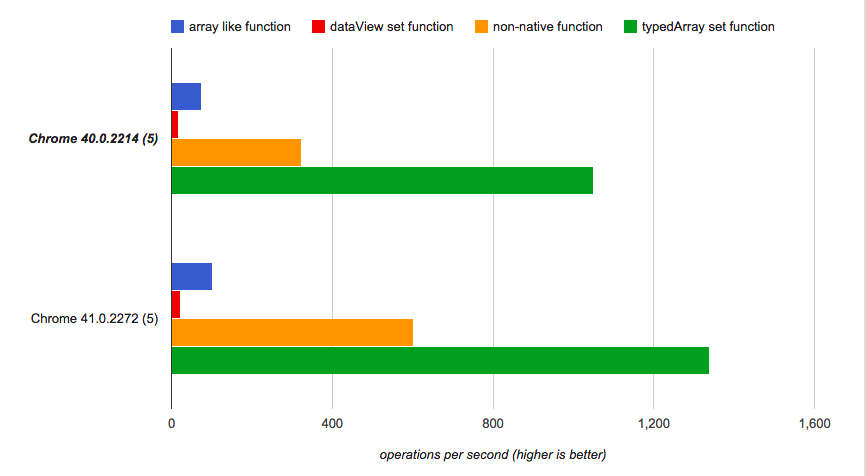 array like function dataView set function non-native function typedArray set function
Chrome 40.0.2214 (5)
Chrome 41.0.2272 (5)
0 400 800 1,200 1,600
operations per second (higher is better)